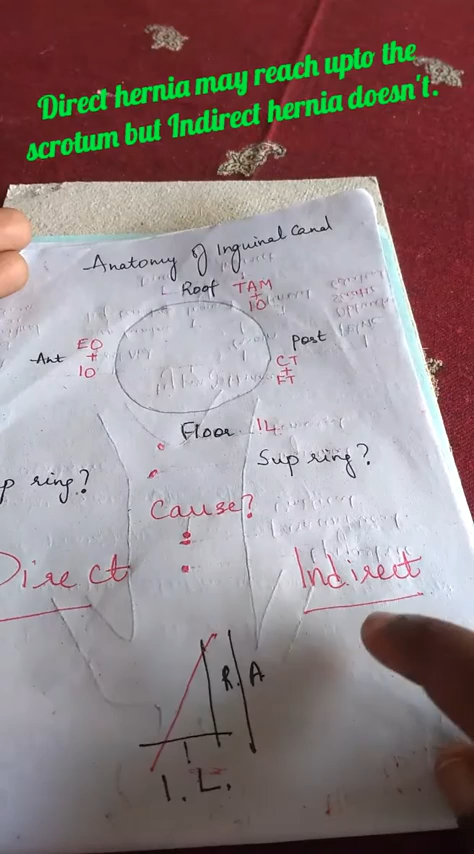 Direct hernia may reach upto the
scrotum but Indirect hernia doesn't.
Anatomy of Inguinal Canal
Roof TAM
+
IO
Ant EO
+
IO
Post
CT
+
FT
Floor IL
p ring?
Sup ring?
Cause?
Direct
Indirect
R. A.
I. L.